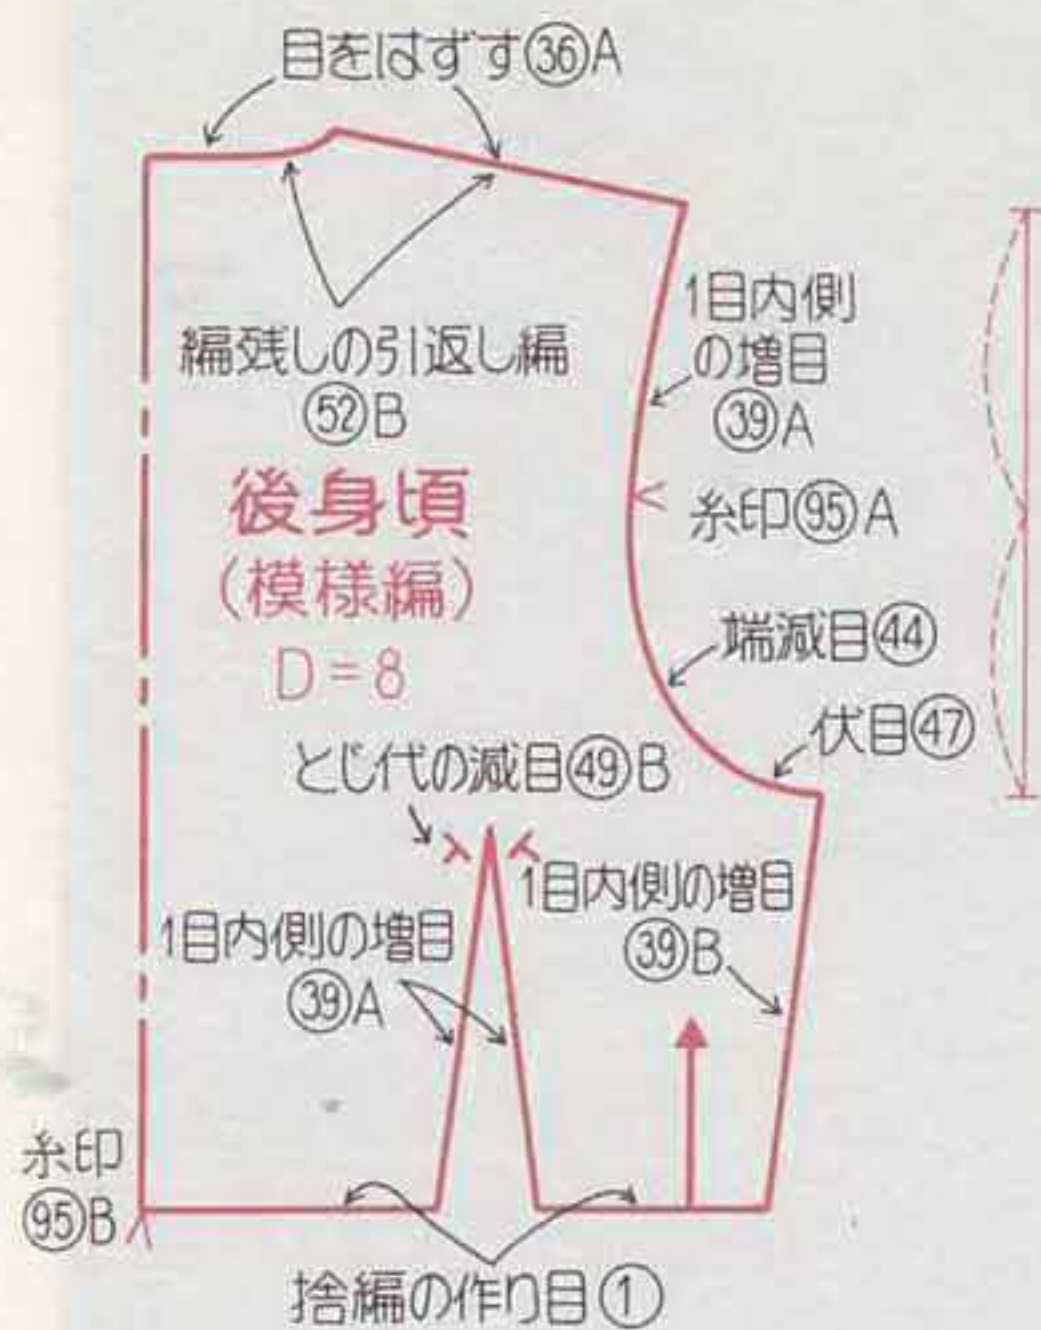 目をはずす㊱A
1目内側
の増目
㊴A
編残しの引返し編
52B
後身頃
(模様編)
D=8
糸印95A
端減目㊹
伏目㊼
とじ代の減目㊾B
1目内側の増目
㊴B
1目内側の増目
㊴A
糸印
95B
捨編の作り目①